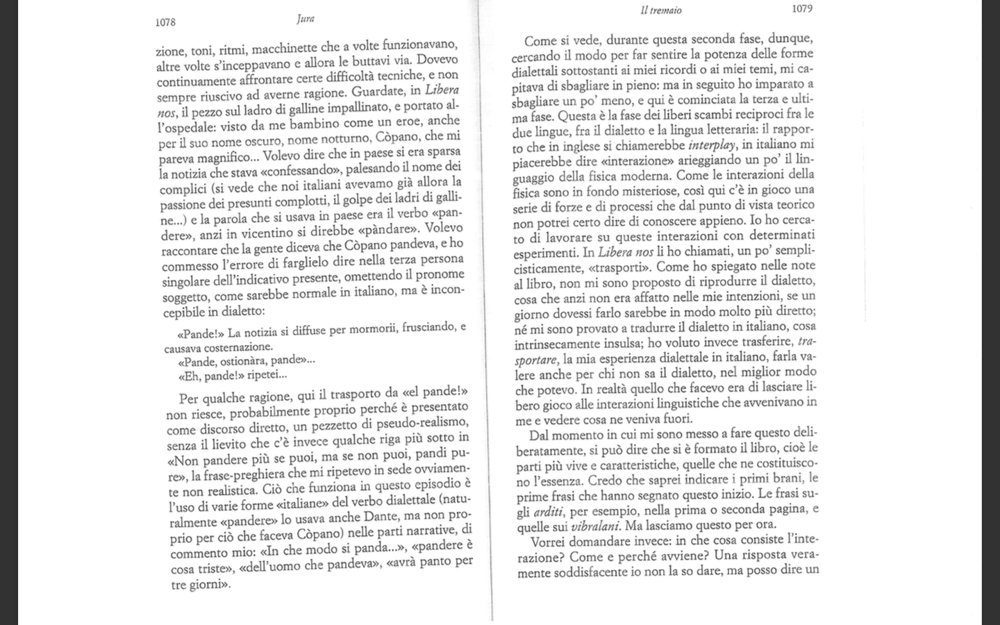 1078
Jura
zione, toni, ritmi, macchinette che a volte funzionavano,
altre volte s'inceppavano e allora le buttavi via. Dovevo
continuamente affrontare certe difficoltà tecniche, e non
sempre riuscivo ad averne ragione. Guardate, in Libera
nos, il pezzo sul ladro di galline impallinato, e portato al-
l'ospedale: visto da me bambino come un eroe, anche
per il suo nome oscuro, nome notturno, Còpano, che mi
pareva magnifico... Volevo dire che in paese si era sparsa
la notizia che stava «confessando», palesando il nome dei
complici (si vede che noi italiani avevamo già allora la
passione dei presunti complotti, il golpe dei ladri di galli-
ne...) e la parola che si usava in paese era il verbo «pan-
dere», anzi in vicentino si direbbe «pàndare». Volevo
raccontare che la gente diceva che Còpano pandeva, e ho
commesso l'errore di farglielo dire nella terza persona
singolare dell'indicativo presente, omettendo il pronome
soggetto, come sarebbe normale in italiano, ma è incon-
cepibile in dialetto:
«Pande!» La notizia si diffuse per mormorii, frusciando, e
causava costernazione.
«Pande, ostionàra, pande»...
«Eh, pande!» ripetei...
Per qualche ragione, qui il trasporto da «el pande!»
non riesce, probabilmente proprio perché è presentato
come discorso diretto, un pezzetto di pseudo-realismo,
senza il lievito che c'è invece qualche riga più sotto in
«Non pandere più se puoi, ma se non puoi, pandi pu-
re», la frase-preghiera che mi ripetevo in sede ovviamen-
te non realistica. Ciò che funziona in questo episodio è
l'uso di varie forme «italiane» del verbo dialettale (natu-
ralmente «pandere» lo usava anche Dante, ma non pro-
prio per ciò che faceva Còpano) nelle parti narrative, di
commento mio: «In che modo si panda...», «pandere è
cosa triste», «dell'uomo che pandeva», «avrà panto per
tre giorni».
Il tremaio
1079
Come si vede, durante questa seconda fase, dunque,
cercando il modo per far sentire la potenza delle forme
dialettali sottostanti ai miei ricordi o ai miei temi, mi ca-
pitava di sbagliare in pieno: ma in seguito ho imparato a
sbagliare un po' meno, e qui è cominciata la terza e ulti-
ma fase. Questa è la fase dei liberi scambi reciproci fra le
due lingue, fra il dialetto e la lingua letteraria: il rappor-
to che in inglese si chiamerebbe interplay, in italiano mi
piacerebbe dire «interazione» arieggiando un po' il lin-
guaggio della fisica moderna. Come le interazioni della
fisica sono in fondo misteriose, così qui c'è in gioco una
serie di forze e di processi che dal punto di vista teorico
non potrei certo dire di conoscere appieno. Io ho cerca-
to di lavorare su queste interazioni con determinati
esperimenti. In Libera nos li ho chiamati, un po' sempli-
cisticamente, «trasporti». Come ho spiegato nelle note
al libro, non mi sono proposto di riprodurre il dialetto,
cosa che anzi non era affatto nelle mie intenzioni, se un
giorno dovessi farlo sarebbe in modo molto più diretto;
né mi sono provato a tradurre il dialetto in italiano, cosa
intrinsecamente insulsa; ho voluto invece trasferire, tra-
sportare, la mia esperienza dialettale in italiano, farla va-
lere anche per chi non sa il dialetto, nel miglior modo
che potevo. In realtà quello che facevo era di lasciare li-
bero gioco alle interazioni linguistiche che avvenivano in
me e vedere cosa ne veniva fuori.
Dal momento in cui mi sono messo a fare questo deli-
beratamente, si può dire che si è formato il libro, cioè le
parti più vive e caratteristiche, quelle che ne costituisco-
no l'essenza. Credo che saprei indicare i primi brani, le
prime frasi che hanno segnato questo inizio. Le frasi su-
gli arditi, per esempio, nella prima o seconda pagina, e
quelle sui vibralani. Ma lasciamo questo per ora.
Vorrei domandare invece: in che cosa consiste l'inte-
razione? Come e perché avviene? Una risposta vera-
mente soddisfacente io non la so dare, ma posso dire un